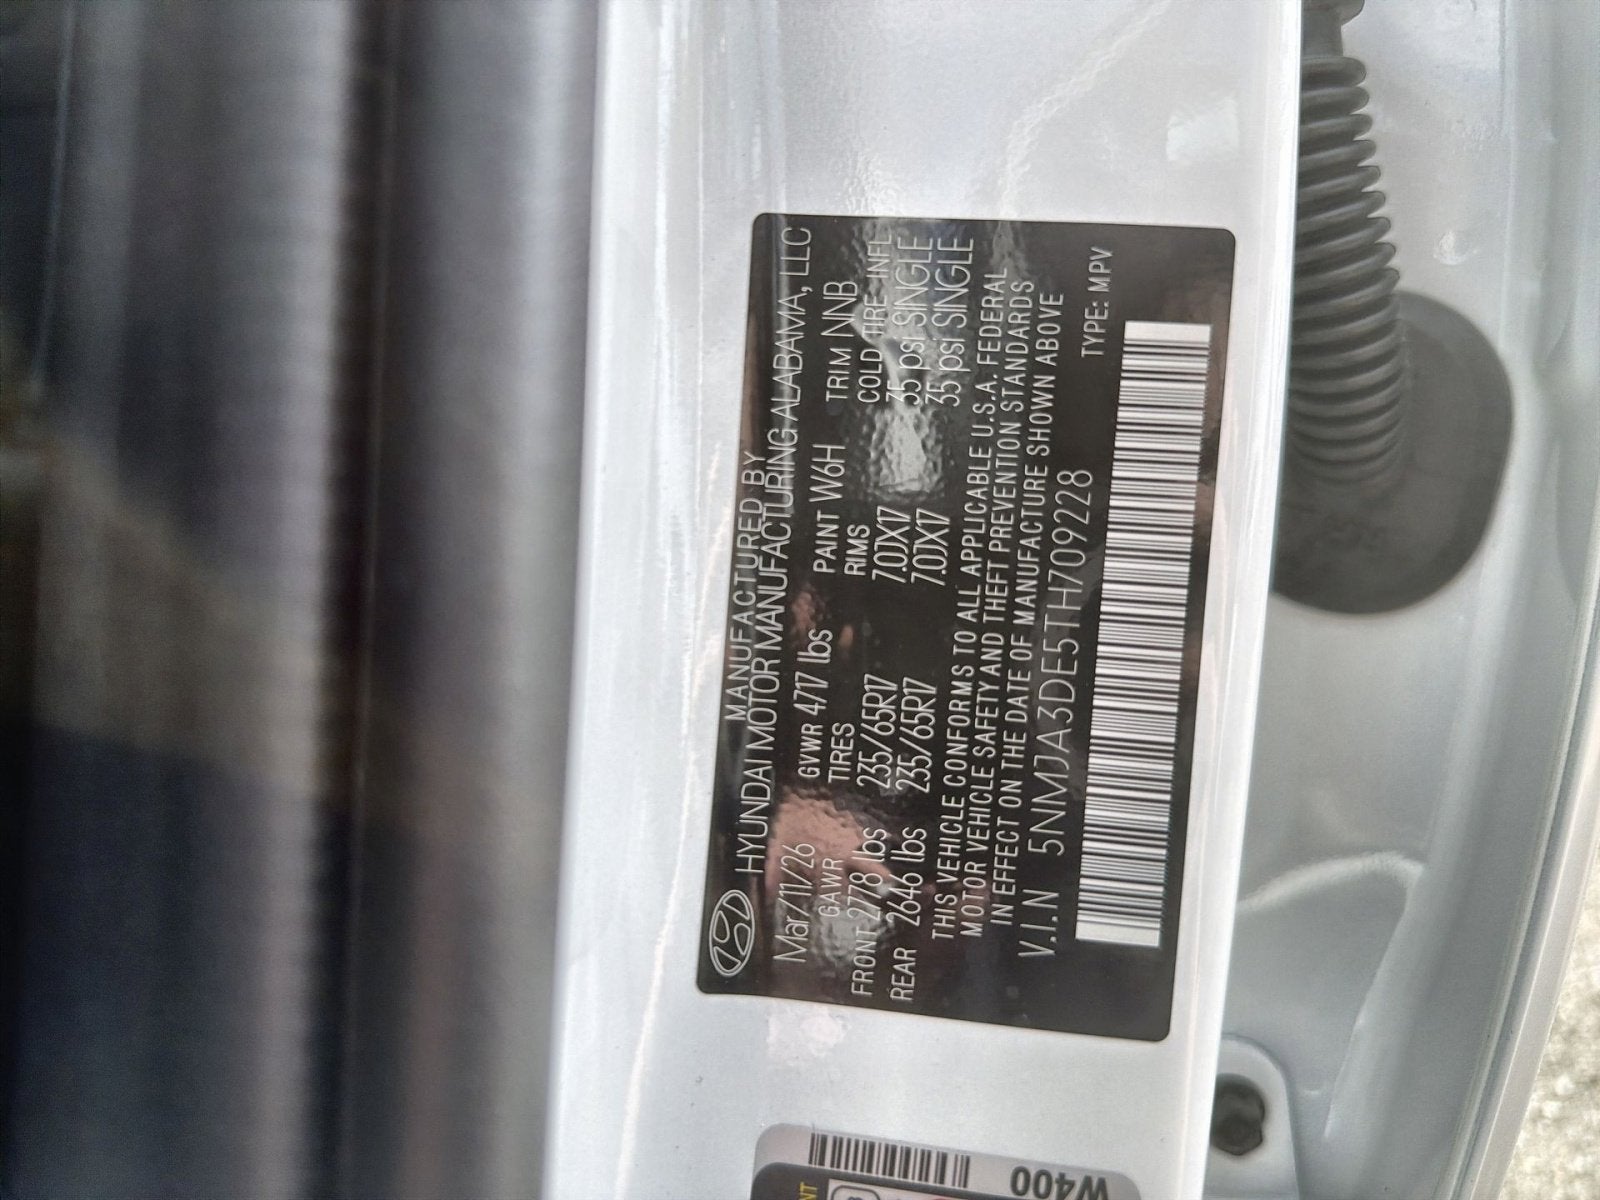 MANUFACTURED BY
HYUNDAI MOTOR MANUFACTURING ALABAMA, LLC
Mar/11/26 GVWR 4717 lbs PAINT W6H TRIM NNB
GAWR TIRES RIMS COLD TIRE INFL
FRONT 2778 lbs 235/65R17 7.0JX17 35 psi SINGLE
REAR 2646 lbs 235/65R17 7.0JX17 35 psi SINGLE
THIS VEHICLE CONFORMS TO ALL APPLICABLE U.S.A. FEDERAL
MOTOR VEHICLE SAFETY AND THEFT PREVENTION STANDARDS
IN EFFECT ON THE DATE OF MANUFACTURE SHOWN ABOVE
V.I.N 5NMJA3DE5TH709228 TYPE: MPV
W400